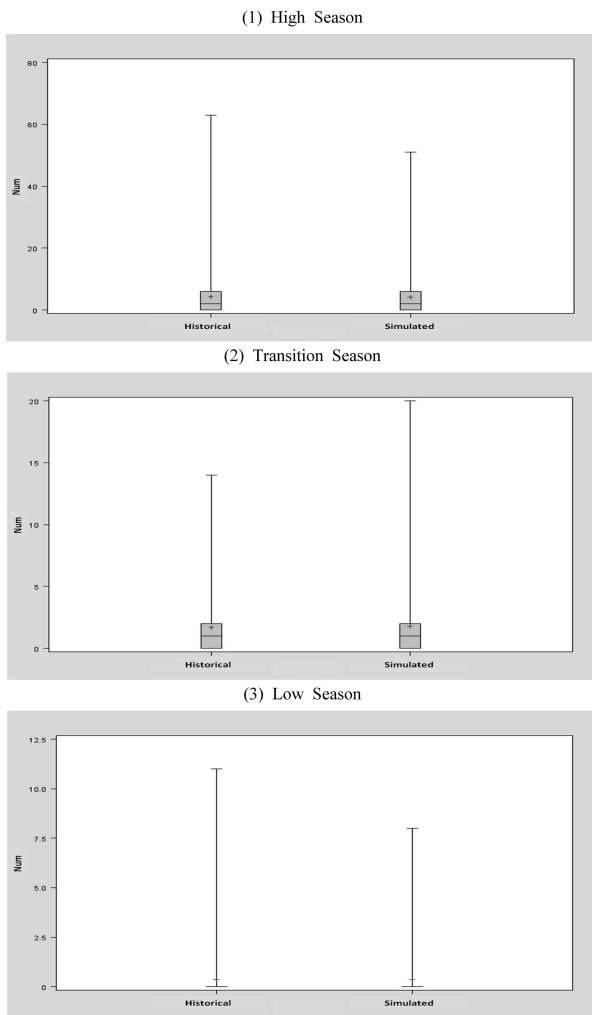 (1) High Season
80
60
40
20
0
Num
Historical Simulated
(2) Transition Season
20
15
10
5
0
Num
Historical Simulated
(3) Low Season
12.5
10.0
7.5
5.0
2.5
0
Num
Historical Simulated